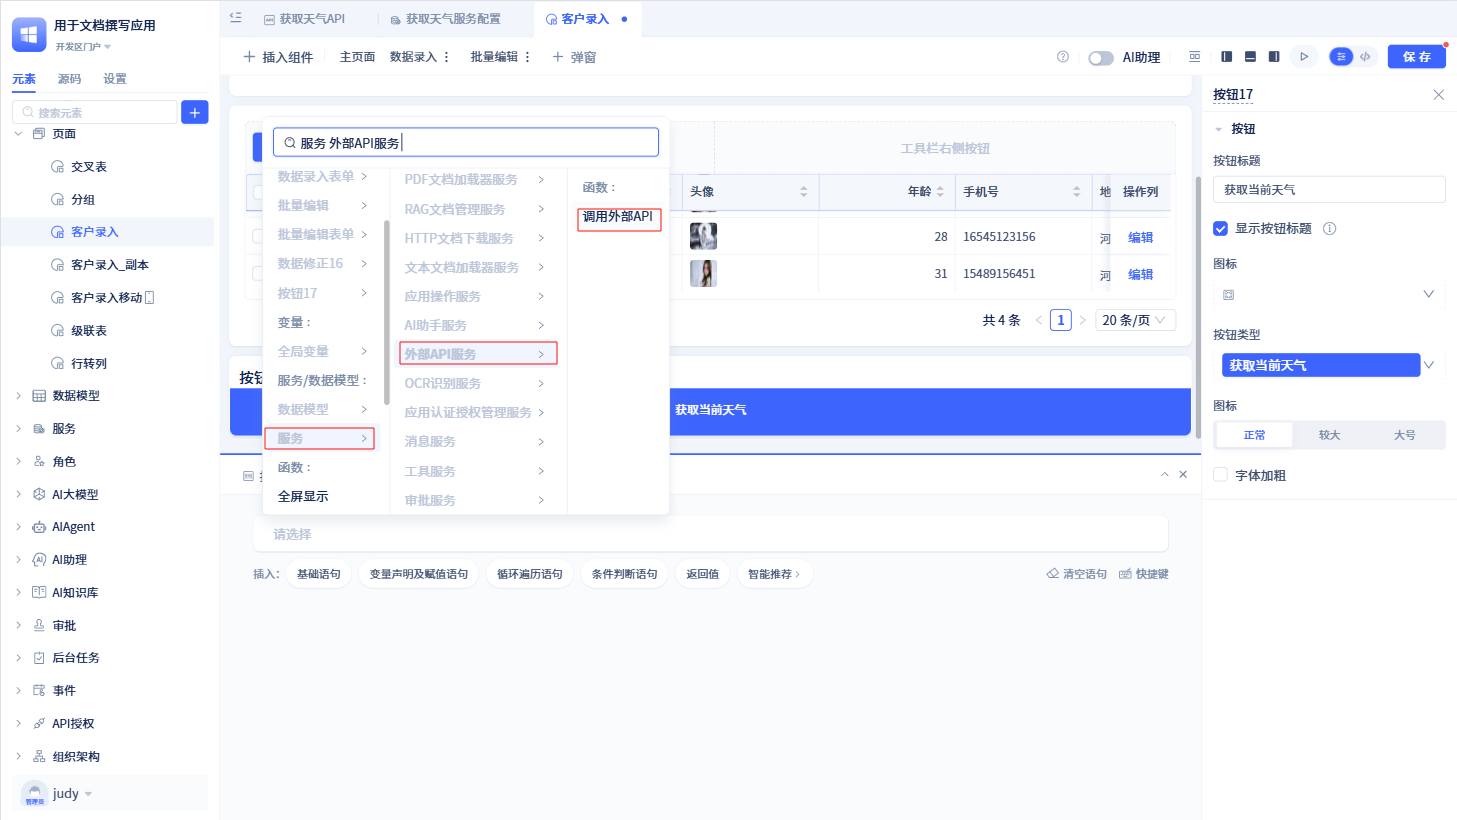 用于文档撰写应用
开发区门户
元素
源码
设置
搜索元素
页面
交叉表
分组
客户录入
客户录入_副本
客户录入移动
级联表
行转列
数据模型
服务
角色
AI大模型
AIAgent
AI助理
AI知识库
审批
后台任务
事件
API授权
组织架构
管理员
judy
获取天气API
获取天气服务配置
客户录入
插入组件
主页面
数据录入
批量编辑
弹窗
AI助理
保存
工具栏右侧按钮
头像
年龄
手机号
地
操作列
28
16545123156
河
编辑
31
15489156451
河
编辑
共 4 条
1
20 条/页
按钮
获取当前天气
服务 外部API服务
数据录入表单
批量编辑
批量编辑表单
数据修正16
按钮17
变量 :
全局变量
服务/数据模型 :
数据模型
服务
函数 :
全屏显示
PDF文档加载器服务
RAG文档管理服务
HTTP文档下载服务
文本文档加载器服务
应用操作服务
AI助手服务
外部API服务
OCR识别服务
应用认证授权管理服务
消息服务
工具服务
审批服务
函数 :
调用外部API
请选择
插入:
基础语句
变量声明及赋值语句
循环遍历语句
条件判断语句
返回值
智能推荐
清空语句
快捷键
按钮17
按钮
按钮标题
获取当前天气
显示按钮标题
图标
按钮类型
获取当前天气
图标
正常
较大
大号
字体加粗